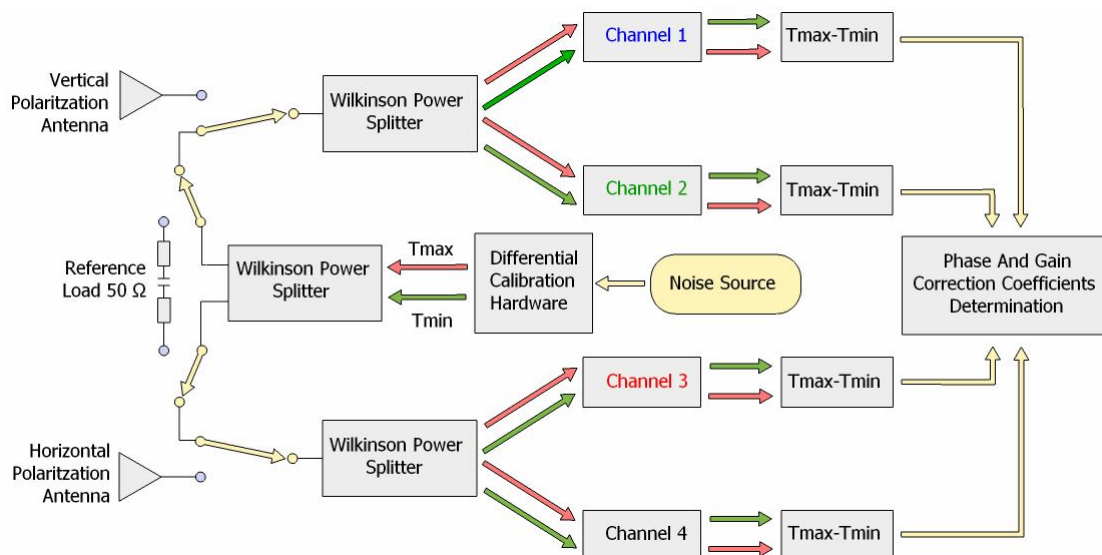 Channel 1
Tmax-Tmin
Vertical
Polaritzation
Antenna
Wilkinson Power
Splitter
Channel 2
Tmax-Tmin
Reference
Load 50 Ω
Wilkinson Power
Splitter
Tmax
Tmin
Differential
Calibration
Hardware
Noise Source
Phase And Gain
Correction Coefficients
Determination
Channel 3
Tmax-Tmin
Horizontal
Polaritzation
Antenna
Wilkinson Power
Splitter
Channel 4
Tmax-Tmin